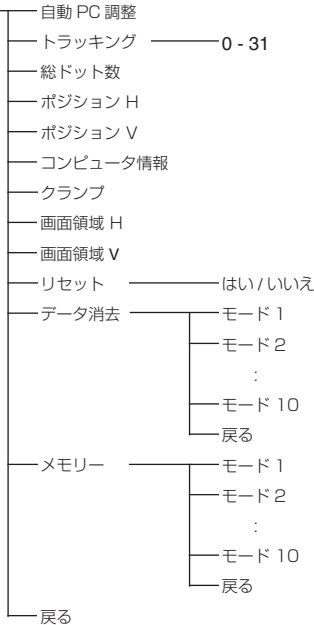 自動 PC 調整
トラッキング 0 - 31
総ドット数
ポジション H
ポジション V
コンピュータ情報
クランプ
画面領域 H
画面領域 V
リセット はい / いいえ
データ消去 モード 1
モード 2
:
モード 10
戻る
メモリー モード 1
モード 2
:
モード 10
戻る
戻る